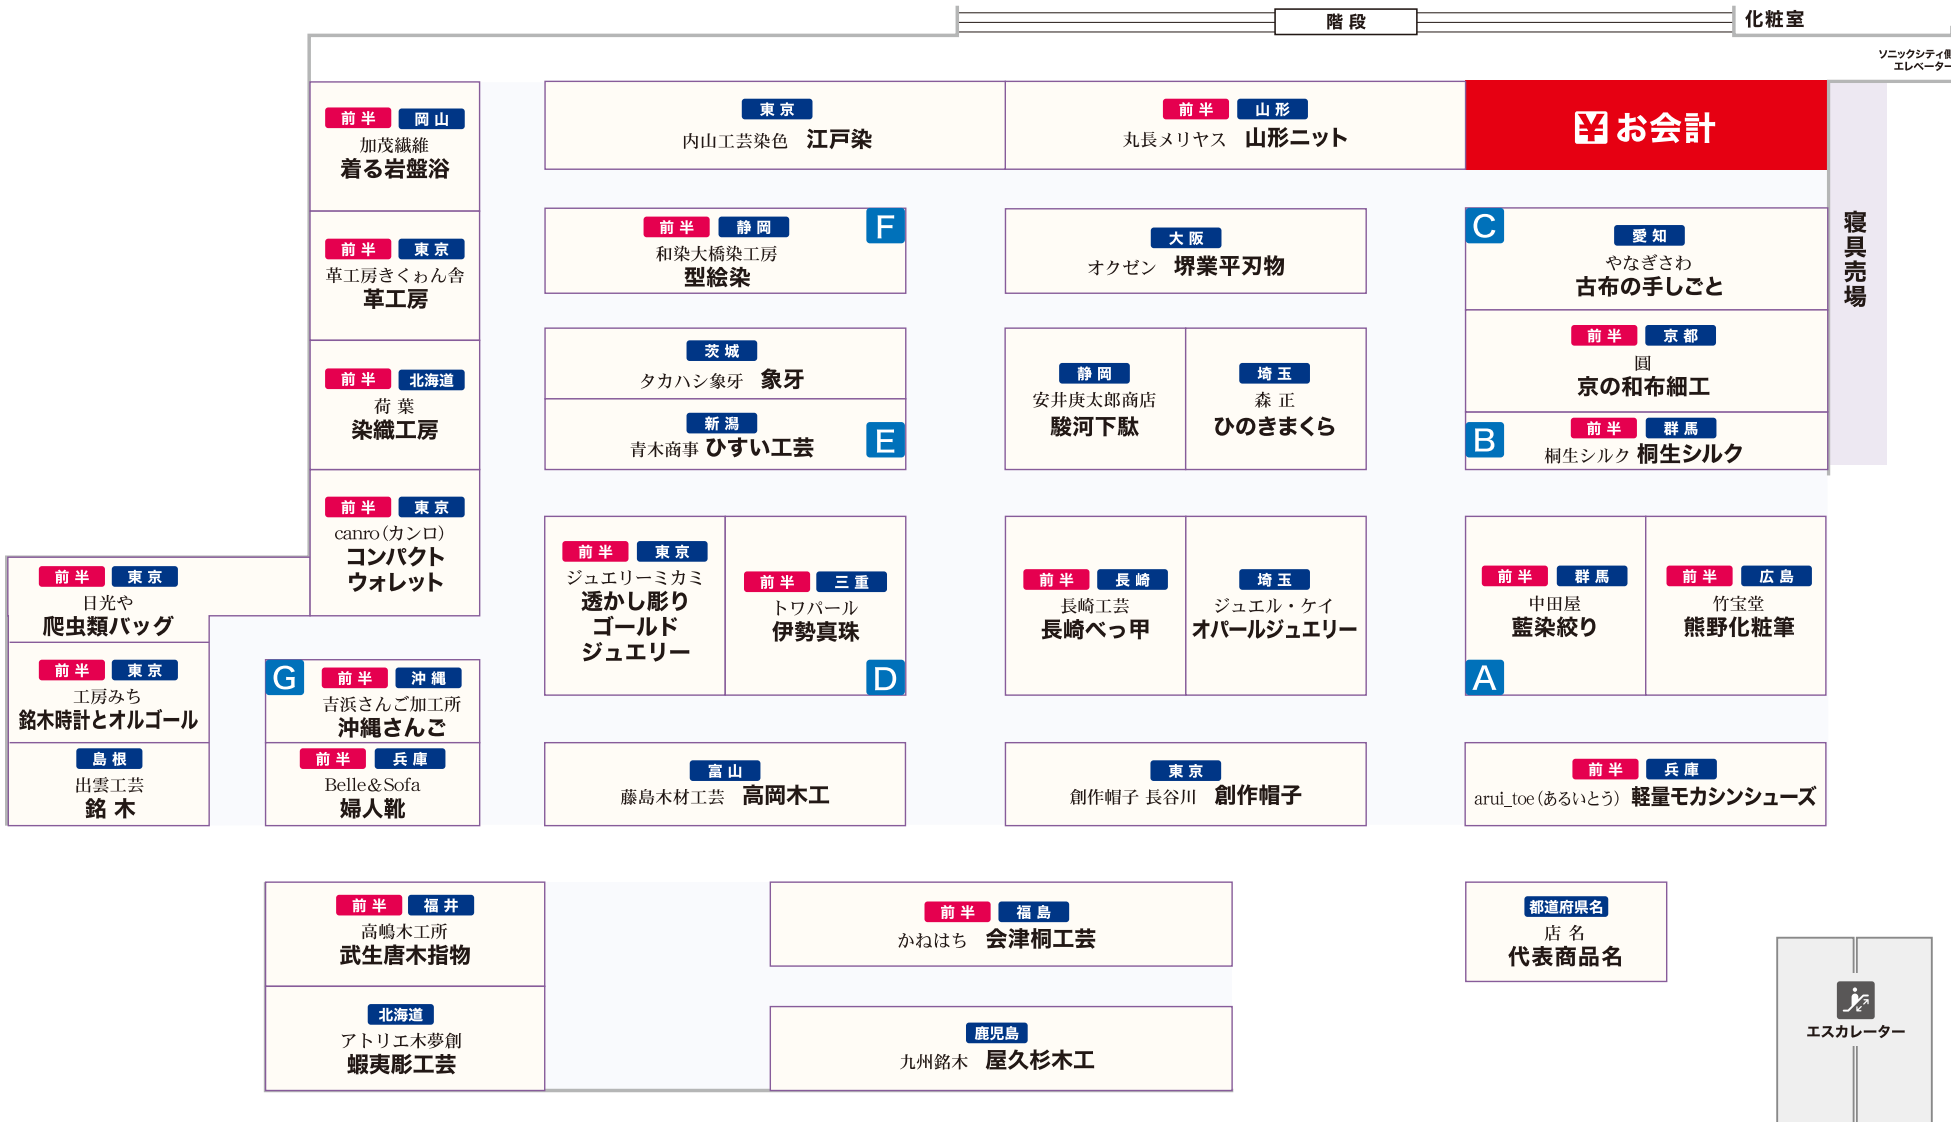 階段
化粧室
ソニックシティ側
エレベーター
前半 岡山
加茂繊維
着る岩盤浴
東京
内山工芸染色 江戸染
前半 山形
丸長メリヤス 山形ニット
お会計
前半 東京
革工房きくわん舎
革工房
前半 静岡
F
和染大橋染工房
型絵染
大阪
オクゼン 堺業平刃物
C
愛知
やなぎさわ
古布の手しごと
寝具売場
前半 北海道
荷葉
染織工房
茨城
タカハシ象牙 象牙
新潟
青木商事 ひすい工芸
E
静岡
安井庚太郎商店
駿河下駄
埼玉
森正
ひのきまくら
前半 京都
圓
京の和布細工
B
前半 群馬
桐生シルク 桐生シルク
前半 東京
canro(カンロ)
コンパクト
ウォレット
前半 東京
ジュエリーミカミ
透かし彫り
ゴールド
ジュエリー
前半 三重
トワパール
伊勢真珠
D
前半 長崎
長崎工芸
長崎べっ甲
埼玉
ジュエル・ケイ
オパールジュエリー
前半 群馬
中田屋
藍染絞り
A
前半 広島
竹宝堂
熊野化粧筆
前半 東京
日光や
爬虫類バッグ
前半 東京
工房みち
銘木時計とオルゴール
島根
出雲工芸
銘木
G
前半 沖縄
吉浜さんご加工所
沖縄さんご
前半 兵庫
Belle&Sofa
婦人靴
富山
藤島木材工芸 高岡木工
東京
創作帽子 長谷川 創作帽子
前半 兵庫
arui_toe(あるいとう) 軽量モカシンシューズ
前半 福井
高嶋木工所
武生唐木指物
前半 福島
かねはち 会津桐工芸
都道府県名
店名
代表商品名
北海道
アトリエ木夢創
蝦夷彫工芸
鹿児島
九州銘木 屋久杉木工
エスカレーター